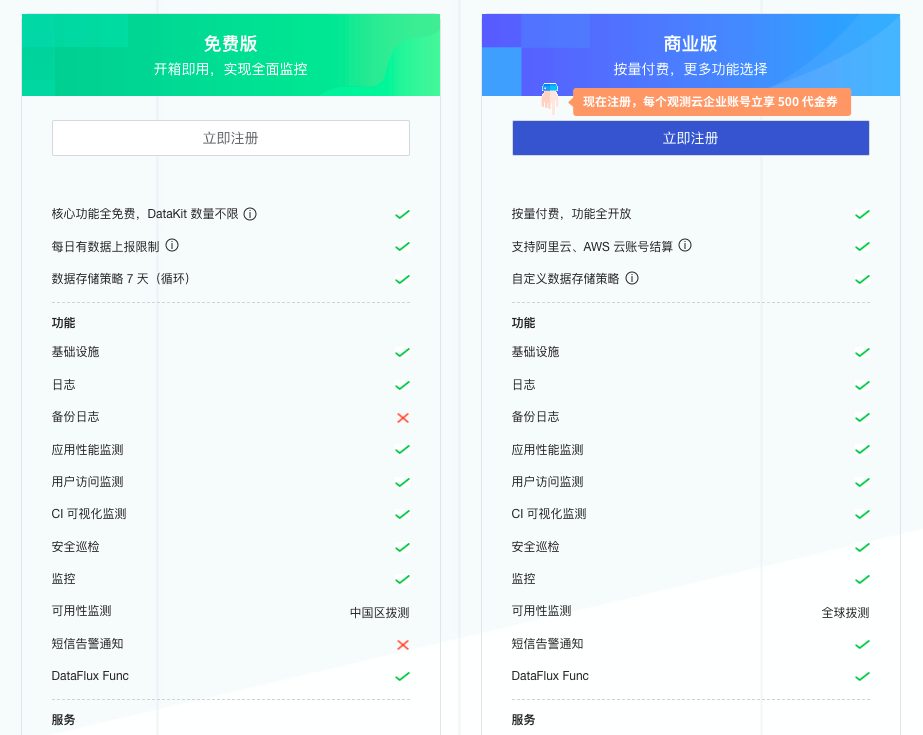 免费版
开箱即用，实现全面监控
立即注册
核心功能全免费，DataKit 数量不限
每日有数据上报限制
数据存储策略 7 天（循环）
功能
基础设施
日志
备份日志
应用性能监测
用户访问监测
CI 可视化监测
安全巡检
监控
可用性监测 中国区拨测
短信告警通知
DataFlux Func
服务
商业版
按量付费，更多功能选择
现在注册，每个观测云企业账号立享 500 代金券
立即注册
按量付费，功能全开放
支持阿里云、AWS 云账号结算
自定义数据存储策略
功能
基础设施
日志
备份日志
应用性能监测
用户访问监测
CI 可视化监测
安全巡检
监控
可用性监测 全球拨测
短信告警通知
DataFlux Func
服务